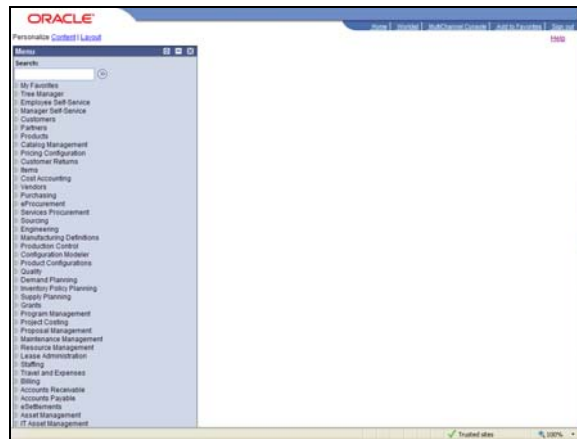 ORACLE
Home | Worklist | MultiChannel Console | Add to Favorites | Sign out
Personalize Content | Layout
Help
Menu
Search:
My Favorites
Tree Manager
Employee Self-Service
Manager Self-Service
Customers
Partners
Products
Catalog Management
Pricing Configuration
Customer Returns
Items
Cost Accounting
Vendors
Purchasing
eProcurement
Services Procurement
Sourcing
Engineering
Manufacturing Definitions
Production Control
Configuration Modeler
Product Configurations
Quality
Demand Planning
Inventory Policy Planning
Supply Planning
Grants
Program Management
Project Costing
Proposal Management
Maintenance Management
Resource Management
Lease Administration
Staffing
Travel and Expenses
Billing
Accounts Receivable
Accounts Payable
eSettlements
Asset Management
IT Asset Management
Trusted sites 100%